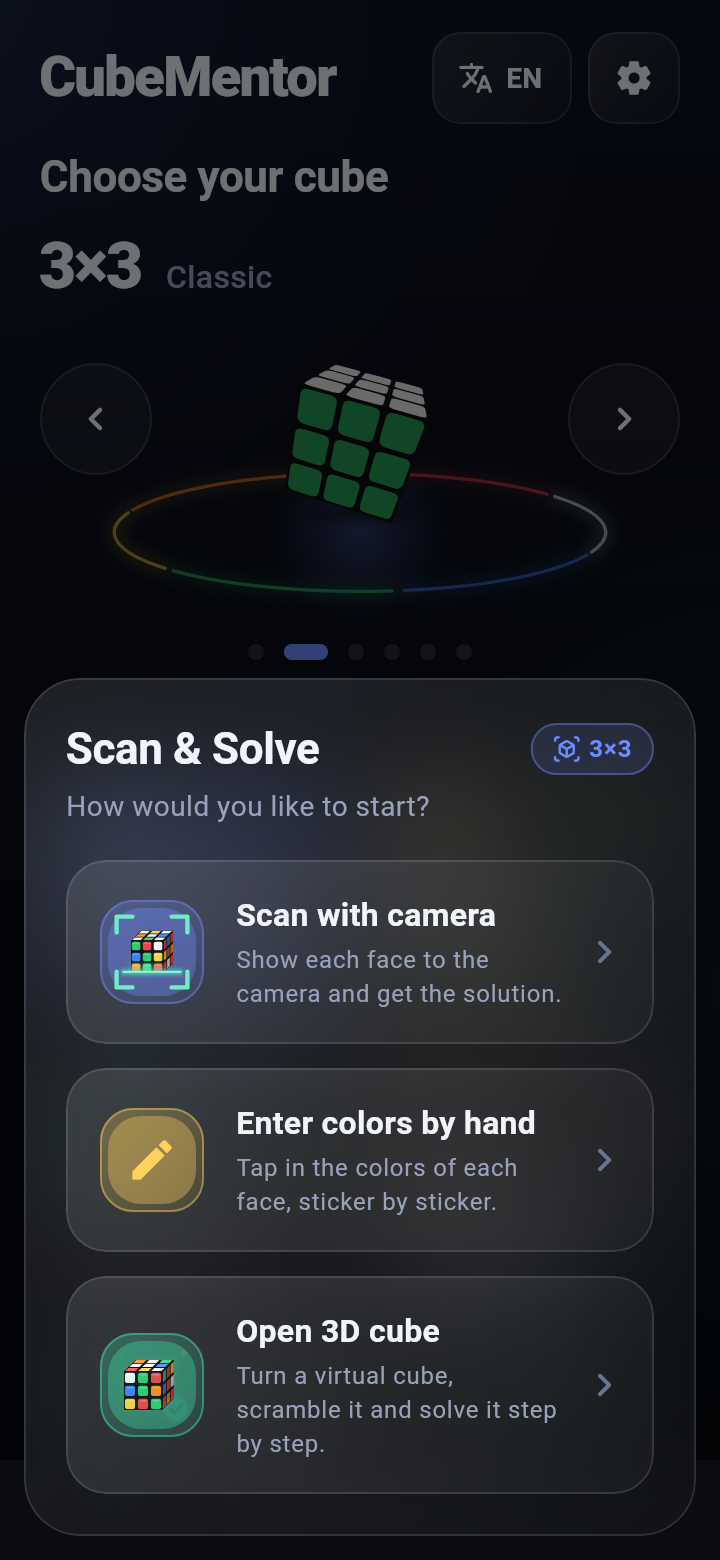 CubeMentor
EN
Choose your cube
3×3 Classic
Scan & Solve
3×3
How would you like to start?
Scan with camera
Show each face to the
camera and get the solution.
Enter colors by hand
Tap in the colors of each
face, sticker by sticker.
Open 3D cube
Turn a virtual cube,
scramble it and solve it step
by step.